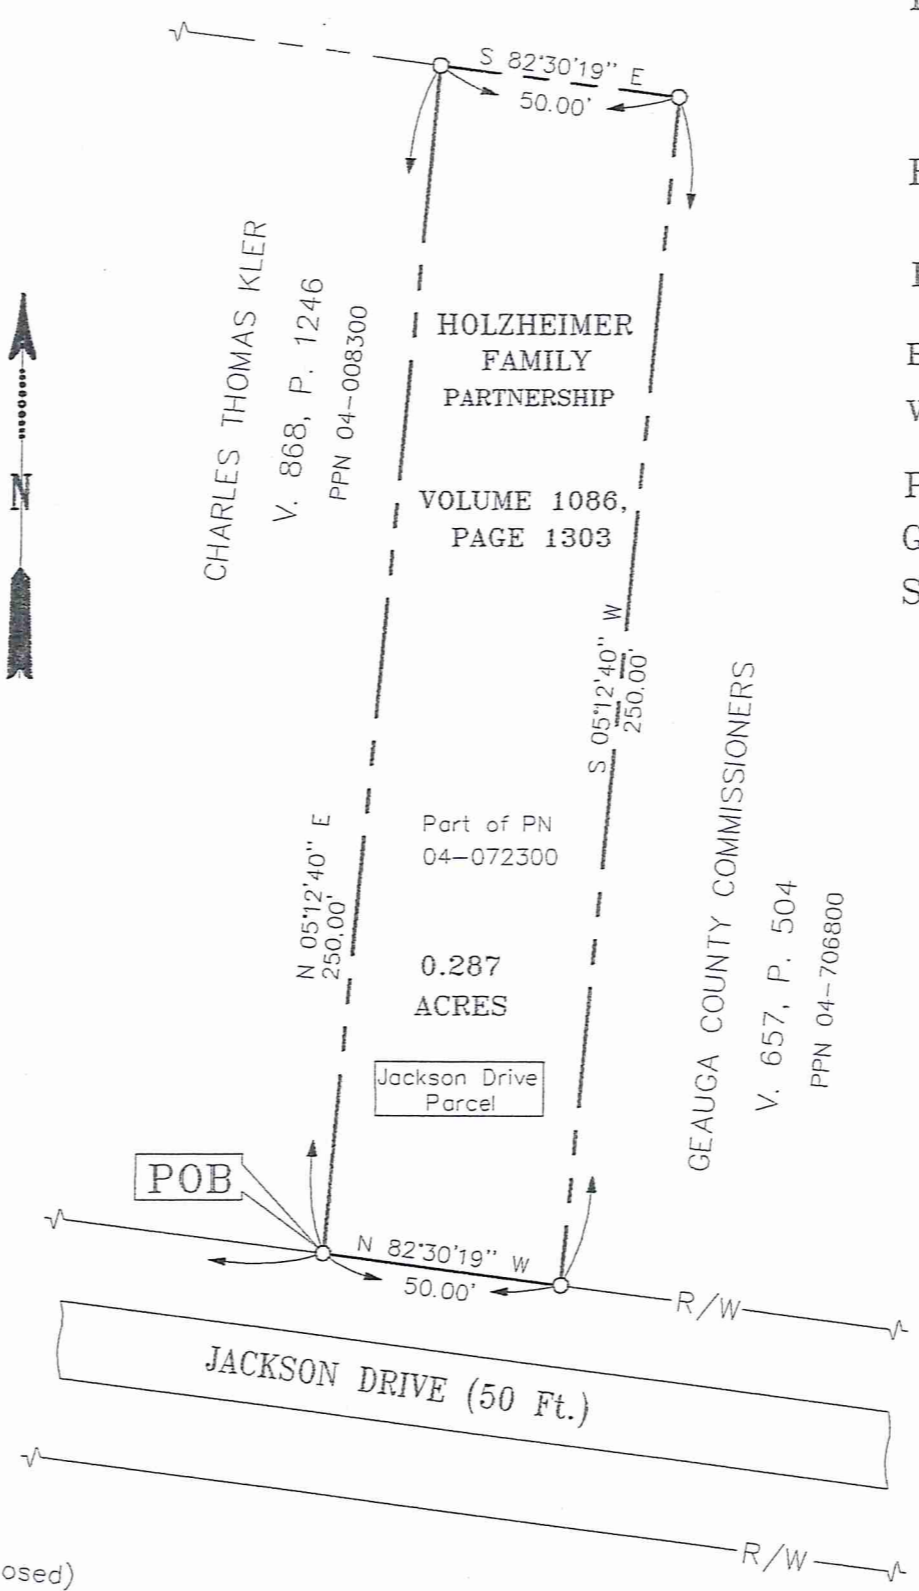 S 82°30'19" E
50.00'
CHARLES THOMAS KLER
V. 868, P. 1246
PPN 04-008300
HOLZHEIMER
FAMILY
PARTNERSHIP
VOLUME 1086,
PAGE 1303
N
S 05°12'40" W
250.00'
Part of PN
04-072300
N 05°12'40" E
250.00'
0.287
ACRES
GEAUGA COUNTY COMMISSIONERS
V. 657, P. 504
PPN 04-706800
Jackson Drive
Parcel
POB
N 82°30'19" W
50.00'
R/W
JACKSON DRIVE (50 Ft.)
R/W
osed)